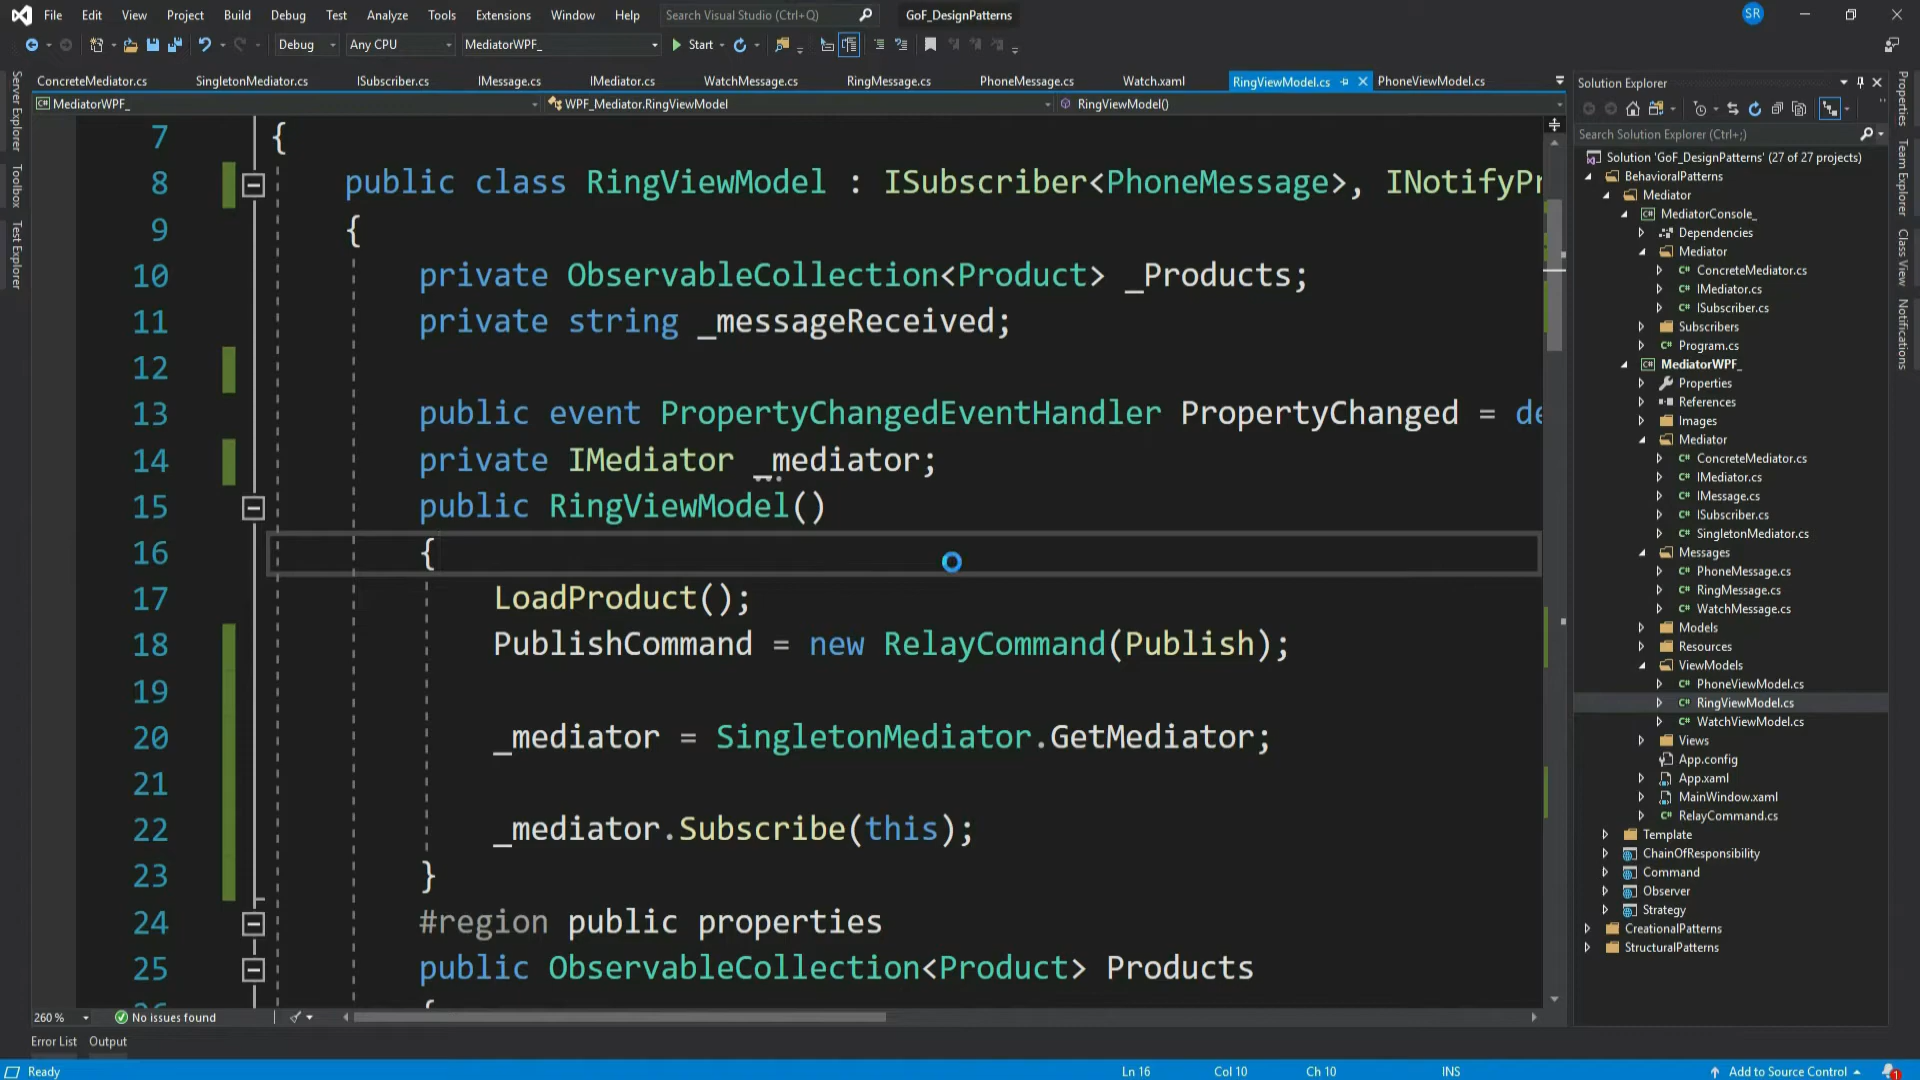 File Edit View Project Build Debug Test Analyze Tools Extensions Window Help Search Visual Studio (Ctrl+Q) GoF_DesignPatterns SR
Debug Any CPU MediatorWPF_ Start
ConcreteMediator.cs SingletonMediator.cs ISubscriber.cs IMessage.cs IMediator.cs WatchMessage.cs RingMessage.cs PhoneMessage.cs Watch.xaml RingViewModel.cs PhoneViewModel.cs
MediatorWPF_ WPF_Mediator.RingViewModel RingViewModel()
7 {
8 public class RingViewModel : ISubscriber<PhoneMessage>, INotifyPr
9 {
10 private ObservableCollection<Product> _Products;
11 private string _messageReceived;
12
13 public event PropertyChangedEventHandler PropertyChanged = de
14 private IMediator _mediator;
15 public RingViewModel()
16 {
17 LoadProduct();
18 PublishCommand = new RelayCommand(Publish);
19
20 _mediator = SingletonMediator.GetMediator;
21
22 _mediator.Subscribe(this);
23 }
24 #region public properties
25 public ObservableCollection<Product> Products
260 % No issues found
Error List Output
Ready Ln 16 Col 10 Ch 10 INS Add to Source Control 1
Server Explorer
Toolbox
Test Explorer
Solution Explorer
Search Solution Explorer (Ctrl+;)
Solution 'GoF_DesignPatterns' (27 of 27 projects)
BehavioralPatterns
Mediator
MediatorConsole_
Dependencies
Mediator
ConcreteMediator.cs
IMediator.cs
ISubscriber.cs
Subscribers
Program.cs
MediatorWPF_
Properties
References
Images
Mediator
ConcreteMediator.cs
IMediator.cs
IMessage.cs
ISubscriber.cs
SingletonMediator.cs
Messages
PhoneMessage.cs
RingMessage.cs
WatchMessage.cs
Models
Resources
ViewModels
PhoneViewModel.cs
RingViewModel.cs
WatchViewModel.cs
Views
App.config
App.xaml
MainWindow.xaml
RelayCommand.cs
Template
ChainOfResponsibility
Command
Observer
Strategy
CreationalPatterns
StructuralPatterns
Properties
Team Explorer
Class View
Notifications